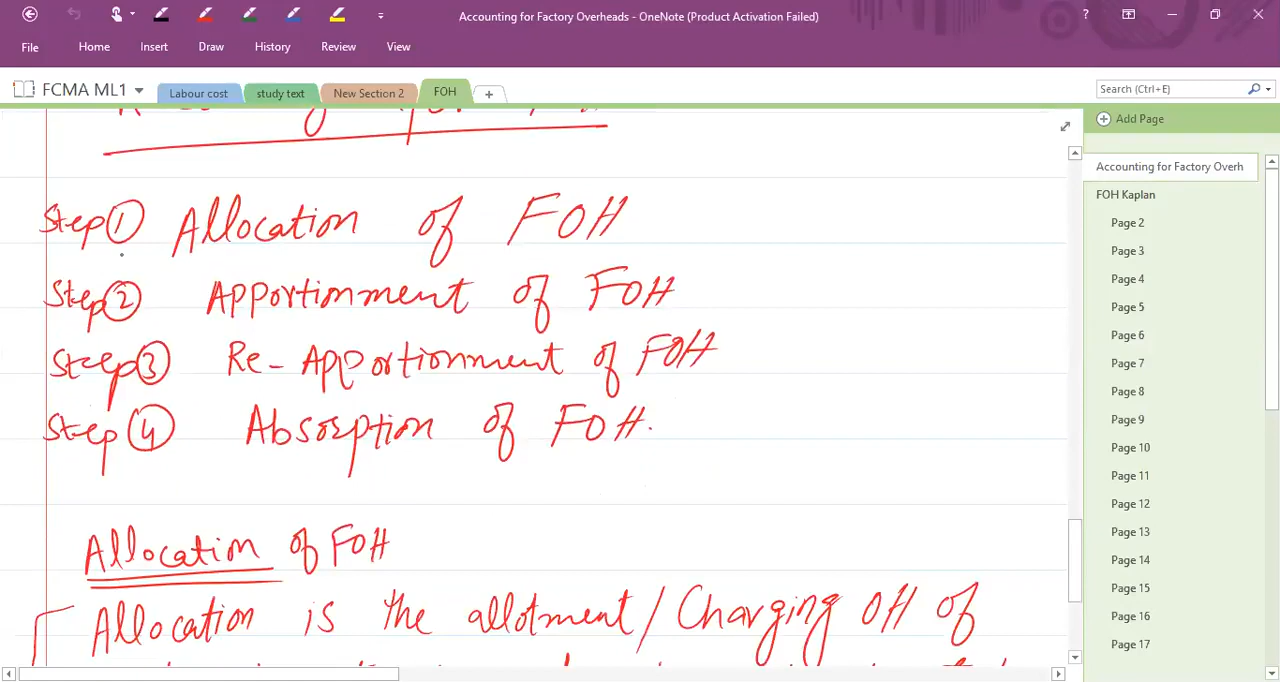 Accounting for Factory Overheads - OneNote (Product Activation Failed)
?
File Home Insert Draw History Review View
FCMA ML1 Labour cost study text New Section 2 FOH
Search (Ctrl+E)
Add Page
Accounting for Factory Overh
FOH Kaplan
Page 2
Page 3
Page 4
Page 5
Page 6
Page 7
Page 8
Page 9
Page 10
Page 11
Page 12
Page 13
Page 14
Page 15
Page 16
Page 17
Step 1 Allocation of FOH
Step 2 Apportionment of FOH
Step 3 Re-Apportionment of FOH
Step 4 Absorption of FOH.
Allocation of FOH
Allocation is the allotment/Charging OH of